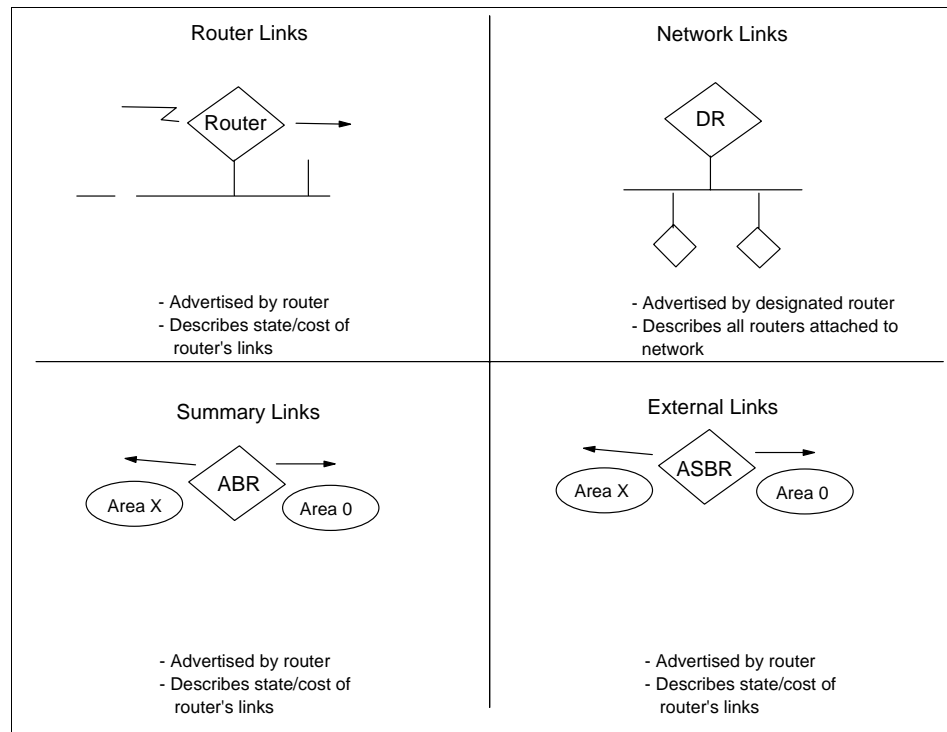 Router Links
Router
- Advertised by router
- Describes state/cost of
router's links
Network Links
DR
- Advertised by designated router
- Describes all routers attached to
network
Summary Links
ABR
Area X
Area 0
- Advertised by router
- Describes state/cost of
router's links
External Links
ASBR
Area X
Area 0
- Advertised by router
- Describes state/cost of
router's links